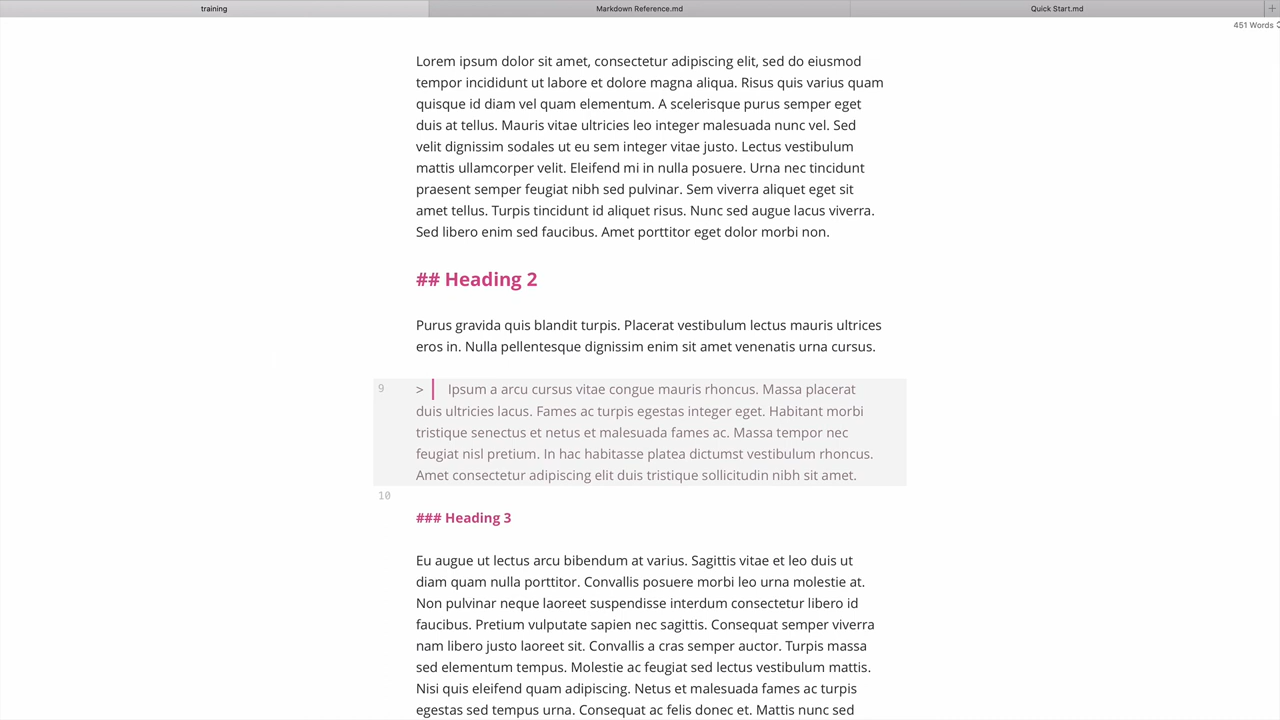 training
Markdown Reference.md
Quick Start.md
+
451 Words
Lorem ipsum dolor sit amet, consectetur adipiscing elit, sed do eiusmod
tempor incididunt ut labore et dolore magna aliqua. Risus quis varius quam
quisque id diam vel quam elementum. A scelerisque purus semper eget
duis at tellus. Mauris vitae ultricies leo integer malesuada nunc vel. Sed
velit dignissim sodales ut eu sem integer vitae justo. Lectus vestibulum
mattis ullamcorper velit. Eleifend mi in nulla posuere. Urna nec tincidunt
praesent semper feugiat nibh sed pulvinar. Sem viverra aliquet eget sit
amet tellus. Turpis tincidunt id aliquet risus. Nunc sed augue lacus viverra.
Sed libero enim sed faucibus. Amet porttitor eget dolor morbi non.
## Heading 2
Purus gravida quis blandit turpis. Placerat vestibulum lectus mauris ultrices
eros in. Nulla pellentesque dignissim enim sit amet venenatis urna cursus.
9 > Ipsum a arcu cursus vitae congue mauris rhoncus. Massa placerat
duis ultricies lacus. Fames ac turpis egestas integer eget. Habitant morbi
tristique senectus et netus et malesuada fames ac. Massa tempor nec
feugiat nisl pretium. In hac habitasse platea dictumst vestibulum rhoncus.
Amet consectetur adipiscing elit duis tristique sollicitudin nibh sit amet.
10
### Heading 3
Eu augue ut lectus arcu bibendum at varius. Sagittis vitae et leo duis ut
diam quam nulla porttitor. Convallis posuere morbi leo urna molestie at.
Non pulvinar neque laoreet suspendisse interdum consectetur libero id
faucibus. Pretium vulputate sapien nec sagittis. Consequat semper viverra
nam libero justo laoreet sit. Convallis a cras semper auctor. Turpis massa
sed elementum tempus. Molestie ac feugiat sed lectus vestibulum mattis.
Nisi quis eleifend quam adipiscing. Netus et malesuada fames ac turpis
egestas sed tempus urna. Consequat ac felis donec et. Mattis nunc sed